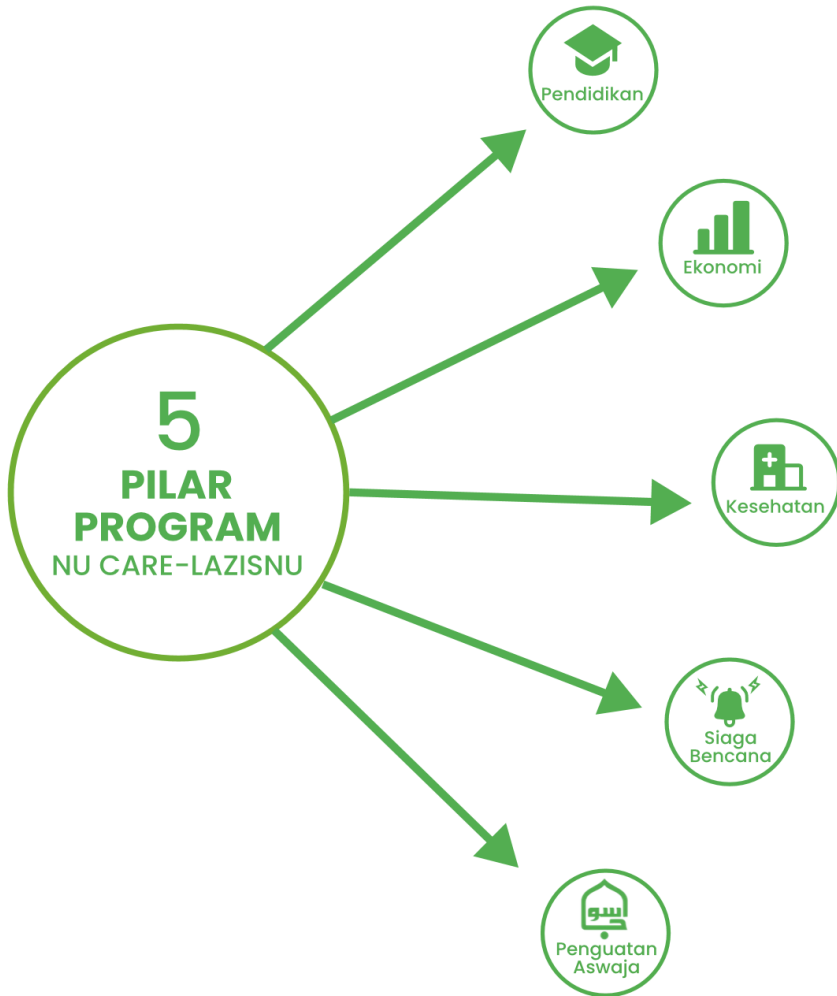 Pendidikan
Ekonomi
5
PILAR
PROGRAM
NU CARE-LAZISNU
Kesehatan
Siaga
Bencana
Penguatan
Aswaja